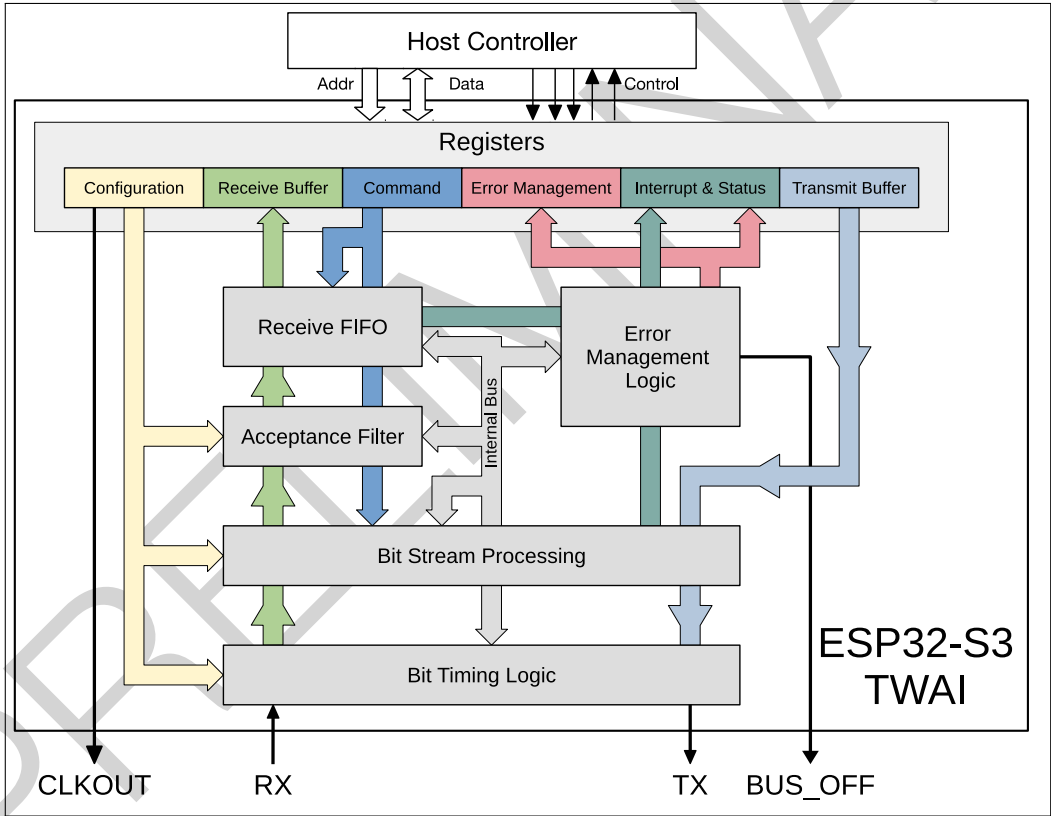 Host Controller
Addr
Data
Control
Registers
Configuration
Receive Buffer
Command
Error Management
Interrupt & Status
Transmit Buffer
Receive FIFO
Error
Management
Logic
Internal Bus
Acceptance Filter
Bit Stream Processing
Bit Timing Logic
ESP32-S3
TWAI
CLKOUT
RX
TX
BUS_OFF